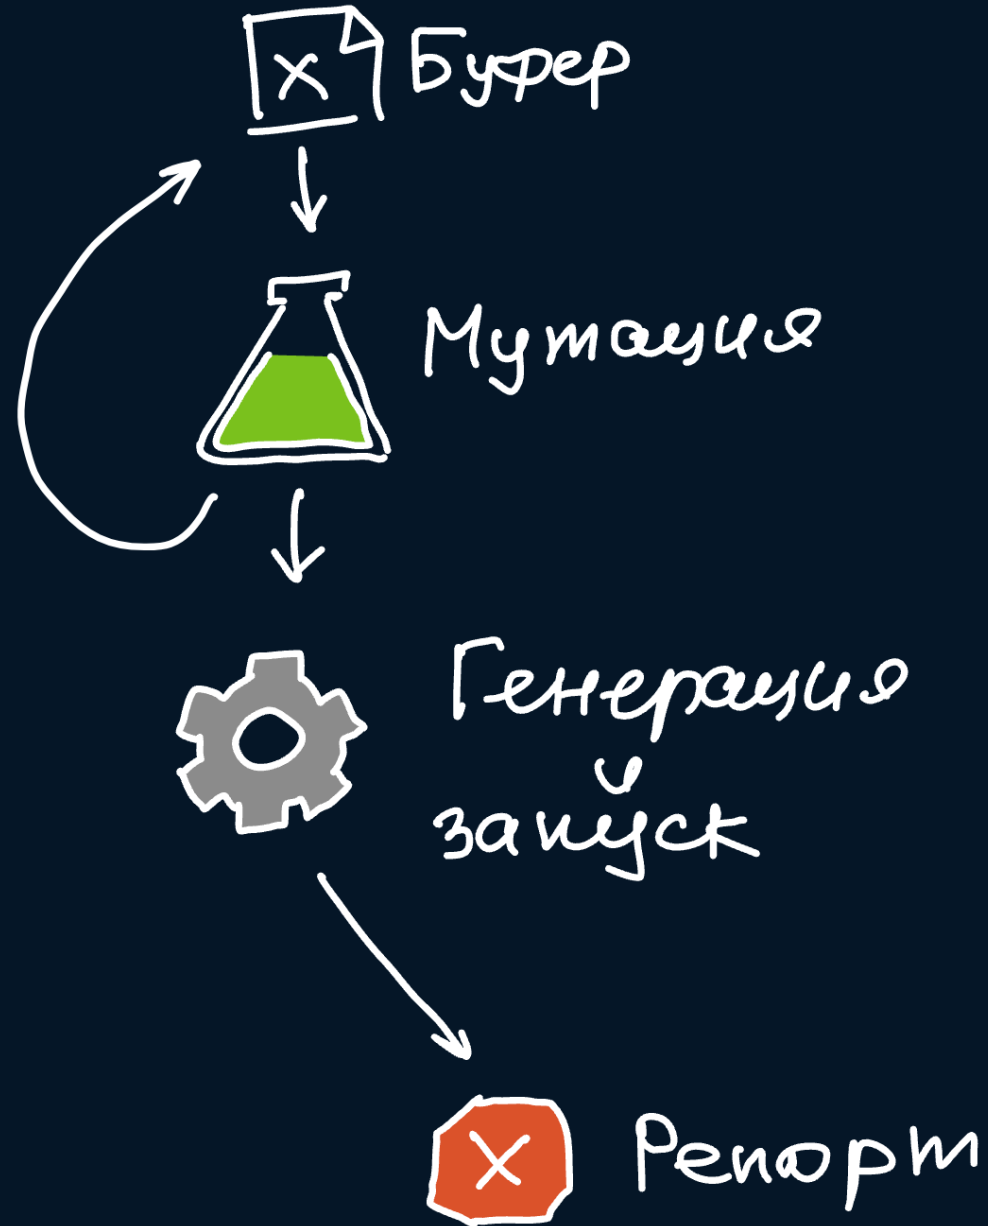 X
Буфер
Мутация
Генерация
и
запуск
X
Репорт